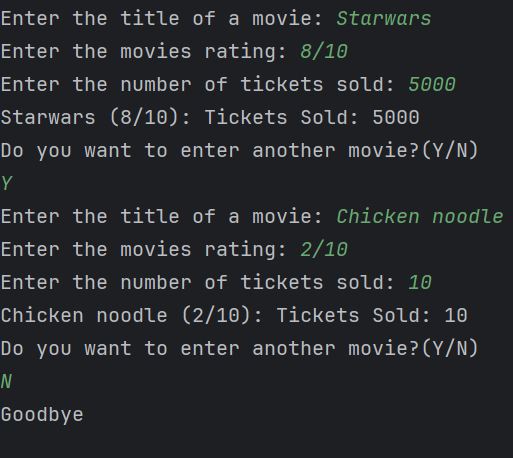 Enter the title of a movie: Starwars
Enter the movies rating: 8/10
Enter the number of tickets sold: 5000
Starwars (8/10): Tickets Sold: 5000
Do you want to enter another movie?(Y/N)
Y
Enter the title of a movie: Chicken noodle
Enter the movies rating: 2/10
Enter the number of tickets sold: 10
Chicken noodle (2/10): Tickets Sold: 10
Do you want to enter another movie?(Y/N)
N
Goodbye